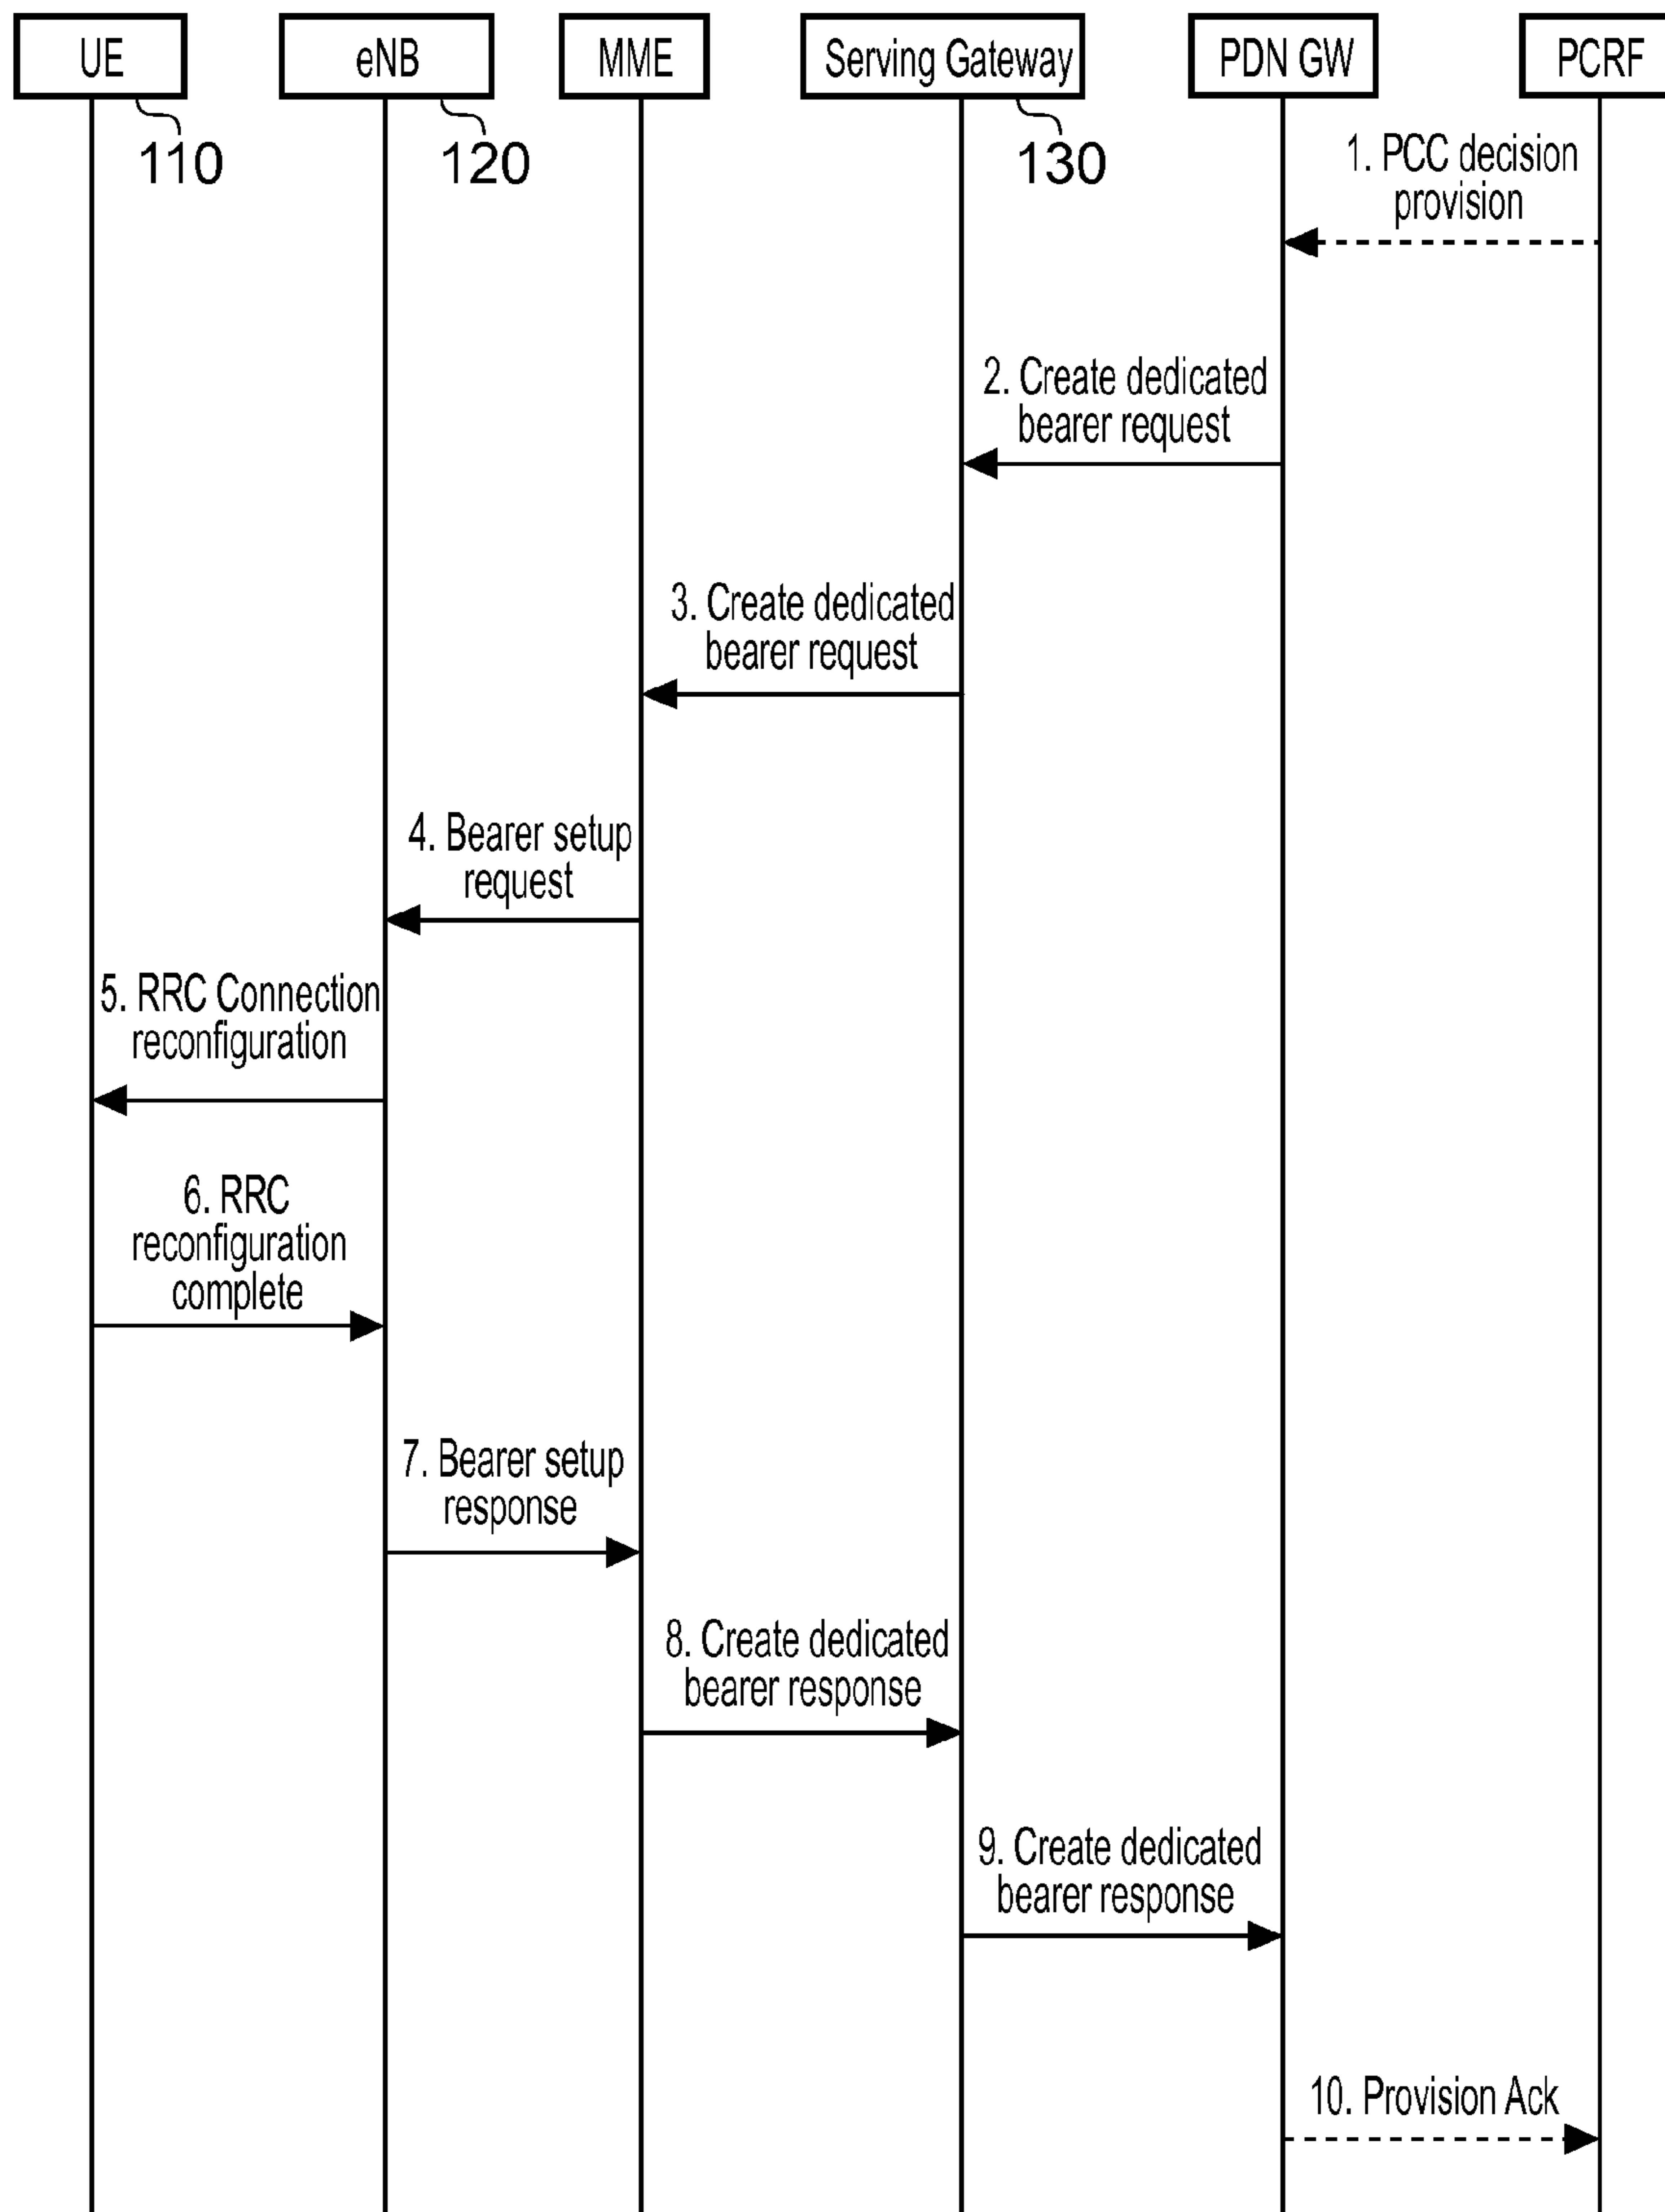 UE
eNB
MME
Serving Gateway
PDN GW
PCRF
110
120
130
1. PCC decision
provision
2. Create dedicated
bearer request
3. Create dedicated
bearer request
4. Bearer setup
request
5. RRC Connection
reconfiguration
6. RRC
reconfiguration
complete
7. Bearer setup
response
8. Create dedicated
bearer response
9. Create dedicated
bearer response
10. Provision Ack